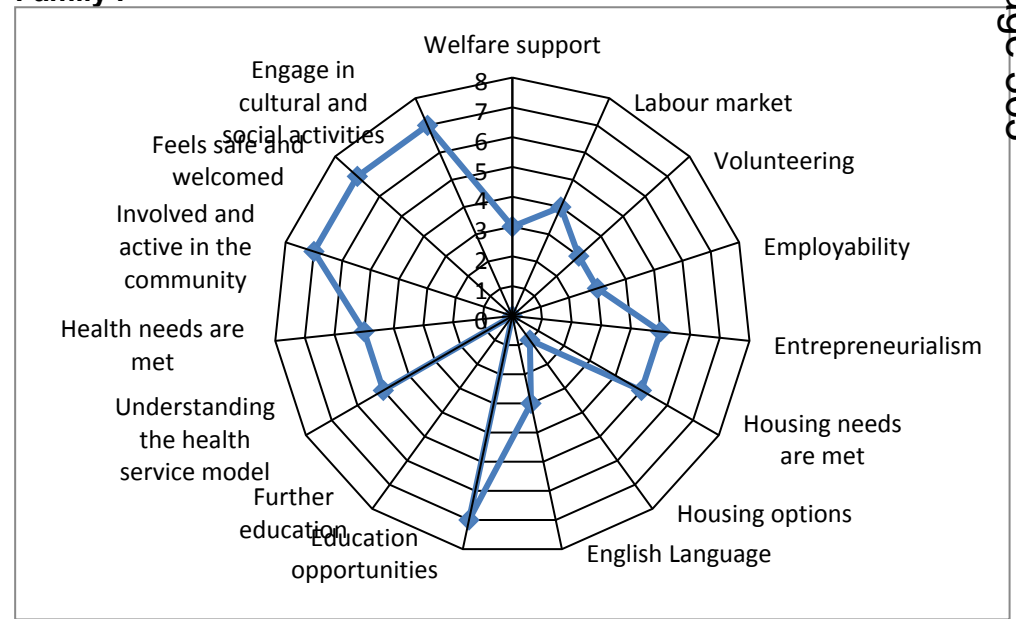 Welfare support
Labour market
Volunteering
Employability
Entrepreneurialism
Housing needs
are met
Housing options
English Language
Education
opportunities
Further
education
Understanding
the health
service model
Health needs are
met
Involved and
active in the
community
Feels safe and
welcomed
Engage in
cultural and
social activities
8
7
6
5
4
3
2
1
0